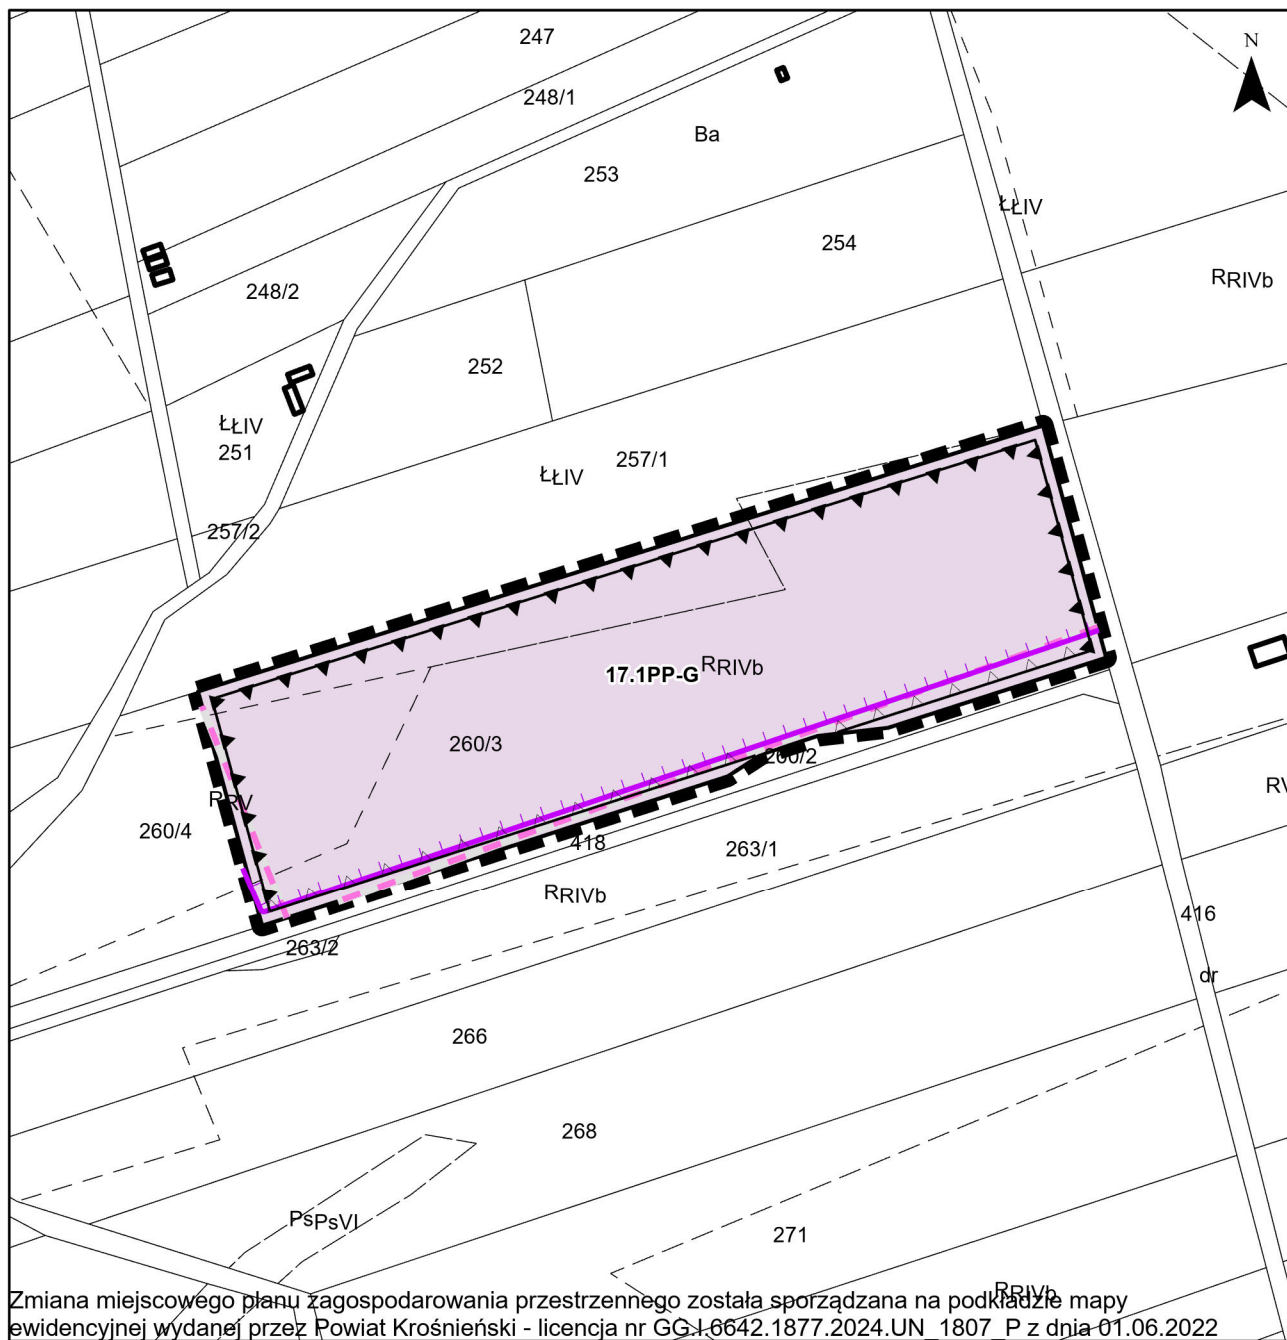 247
N
248/1
Ba
253
ŁŁIV
254
RRIVb
248/2
252
ŁŁIV
251
257/1
ŁŁIV
257/2
17.1PP-G
RRIVb
260/3
260/2
RV
RRV
260/4
418
263/1
RRIVb
416
263/2
dr
266
268
PsPsVI
271
RRIVb
Zmiana miejscowego planu zagospodarowania przestrzennego została sporządzana na podkładzie mapy
ewidencyjnej wydanej przez Powiat Krośnieński - licencja nr GG.I.6642.1877.2024.UN_1807_P z dnia 01.06.2022